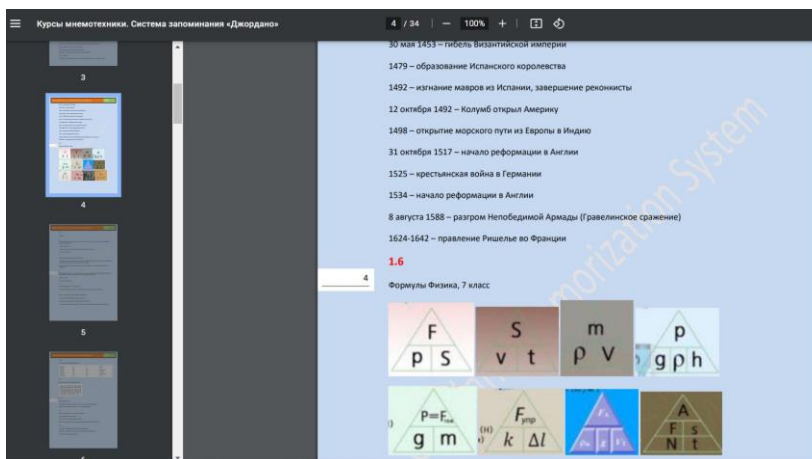 Курсы мнемотехники. Система запоминания «Джордано»
4 / 34 | — 100% +
3
4
5
30 мая 1453 – гибель Византийской империи
1479 – образование Испанского королевства
1492 – изгнание мавров из Испании, завершение реконкисты
12 октября 1492 – Колумб открыл Америку
1498 – открытие морского пути из Европы в Индию
31 октября 1517 – начало реформации в Англии
1525 – крестьянская война в Германии
1534 – начало реформации в Англии
8 августа 1588 – разгром Непобедимой Армады (Гравелинское сражение)
1624-1642 – правление Ришелье во Франции
1.6
4
Формулы Физика, 7 класс
F
p S
S
v t
m
ρ V
p
g ρ h
P=Fтяж
g m
Fупр
(H) k Δl
A
F s
N t
morization System